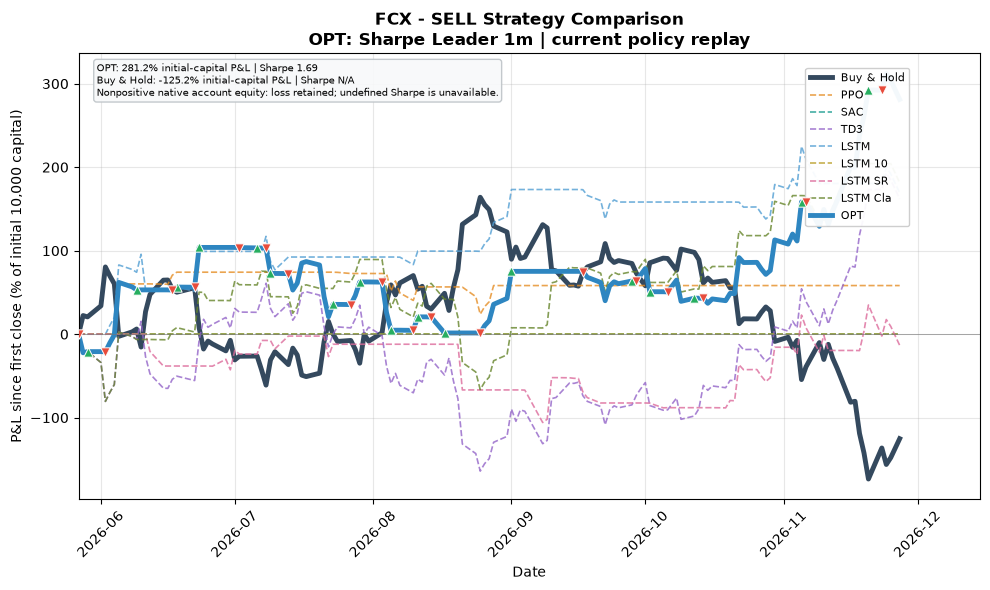 FCX - SELL Strategy Comparison
OPT: Sharpe Leader 1m | current policy replay
OPT: 281.2% initial-capital P&L | Sharpe 1.69
Buy & Hold: -125.2% initial-capital P&L | Sharpe N/A
Nonpositive native account equity: loss retained; undefined Sharpe is unavailable.
Buy & Hold
PPO
SAC
TD3
LSTM
LSTM 10
LSTM SR
LSTM Cla
OPT
P&L since first close (% of initial 10,000 capital)
300
200
100
0
−100
2026-06
2026-07
2026-08
2026-09
2026-10
2026-11
2026-12
Date